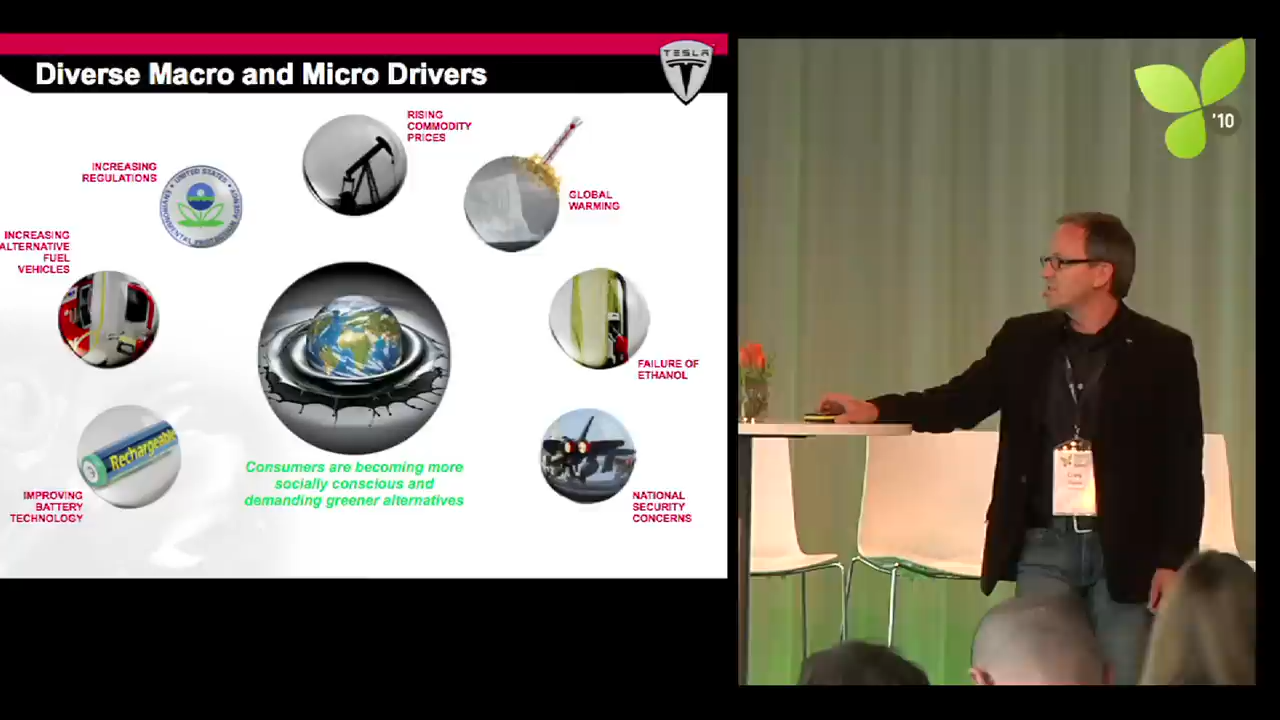 Diverse Macro and Micro Drivers
TESLA
RISING
COMMODITY
PRICES
INCREASING
REGULATIONS
UNITED STATES
GLOBAL
WARMING
INCREASING
ALTERNATIVE
FUEL
VEHICLES
FAILURE OF
ETHANOL
Rechargeable
Consumers are becoming more
socially conscious and
demanding greener alternatives
IMPROVING
BATTERY
TECHNOLOGY
NATIONAL
SECURITY
CONCERNS
'10